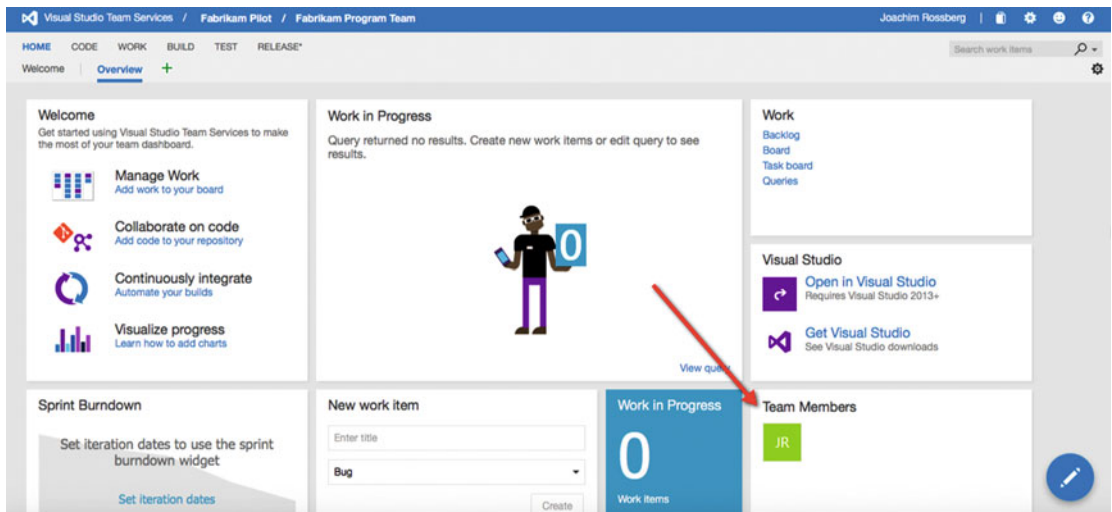 Visual Studio Team Services / Fabrikam Pilot / Fabrikam Program Team
Joachim Rossberg
HOME CODE WORK BUILD TEST RELEASE*
Search work items
Welcome Overview +
Welcome
Get started using Visual Studio Team Services to make
the most of your team dashboard.
Manage Work
Add work to your board
Collaborate on code
Add code to your repository
Continuously integrate
Automate your builds
Visualize progress
Learn how to add charts
Work in Progress
Query returned no results. Create new work items or edit query to see
results.
0
View query
Work
Backlog
Board
Task board
Queries
Visual Studio
Open in Visual Studio
Requires Visual Studio 2013+
Get Visual Studio
See Visual Studio downloads
Sprint Burndown
Set iteration dates to use the sprint
burndown widget
Set iteration dates
New work item
Enter title
Bug
Create
Work in Progress
0
Work items
Team Members
JR